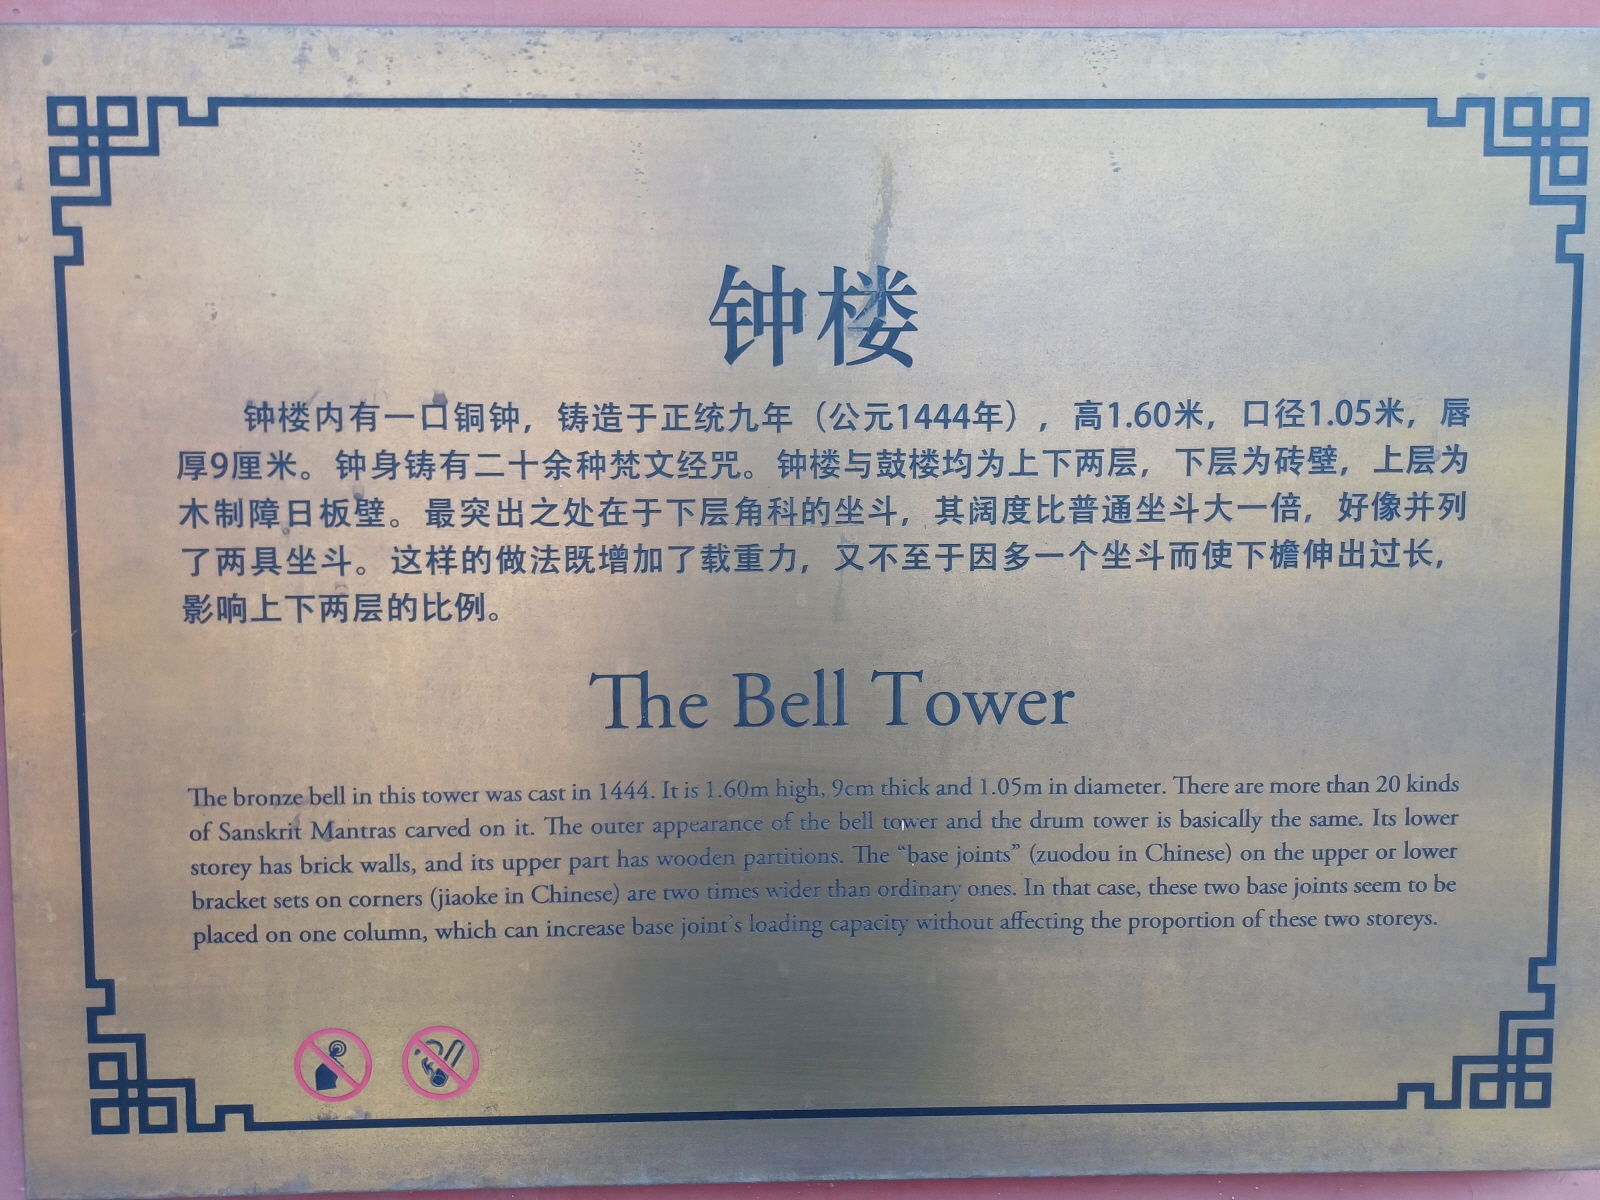 钟楼
钟楼内有一口铜钟，铸造于正统九年（公元1444年），高1.60米，口径1.05米，唇
厚9厘米。钟身铸有二十余种梵文经咒。钟楼与鼓楼均为上下两层，下层为砖壁，上层为
木制障日板壁。最突出之处在于下层角科的坐斗，其阔度比普通坐斗大一倍，好像并列
了两具坐斗。这样的做法既增加了载重力，又不至于因多一个坐斗而使下檐伸出过长，
影响上下两层的比例。
The Bell Tower
The bronze bell in this tower was cast in 1444. It is 1.60m high, 9cm thick and 1.05m in diameter. There are more than 20 kinds
of Sanskrit Mantras carved on it. The outer appearance of the bell tower and the drum tower is basically the same. Its lower
storey has brick walls, and its upper part has wooden partitions. The “base joints” (zuodou in Chinese) on the upper or lower
bracket sets on corners (jiaoke in Chinese) are two times wider than ordinary ones. In that case, these two base joints seem to be
placed on one column, which can increase base joint’s loading capacity without affecting the proportion of these two storeys.